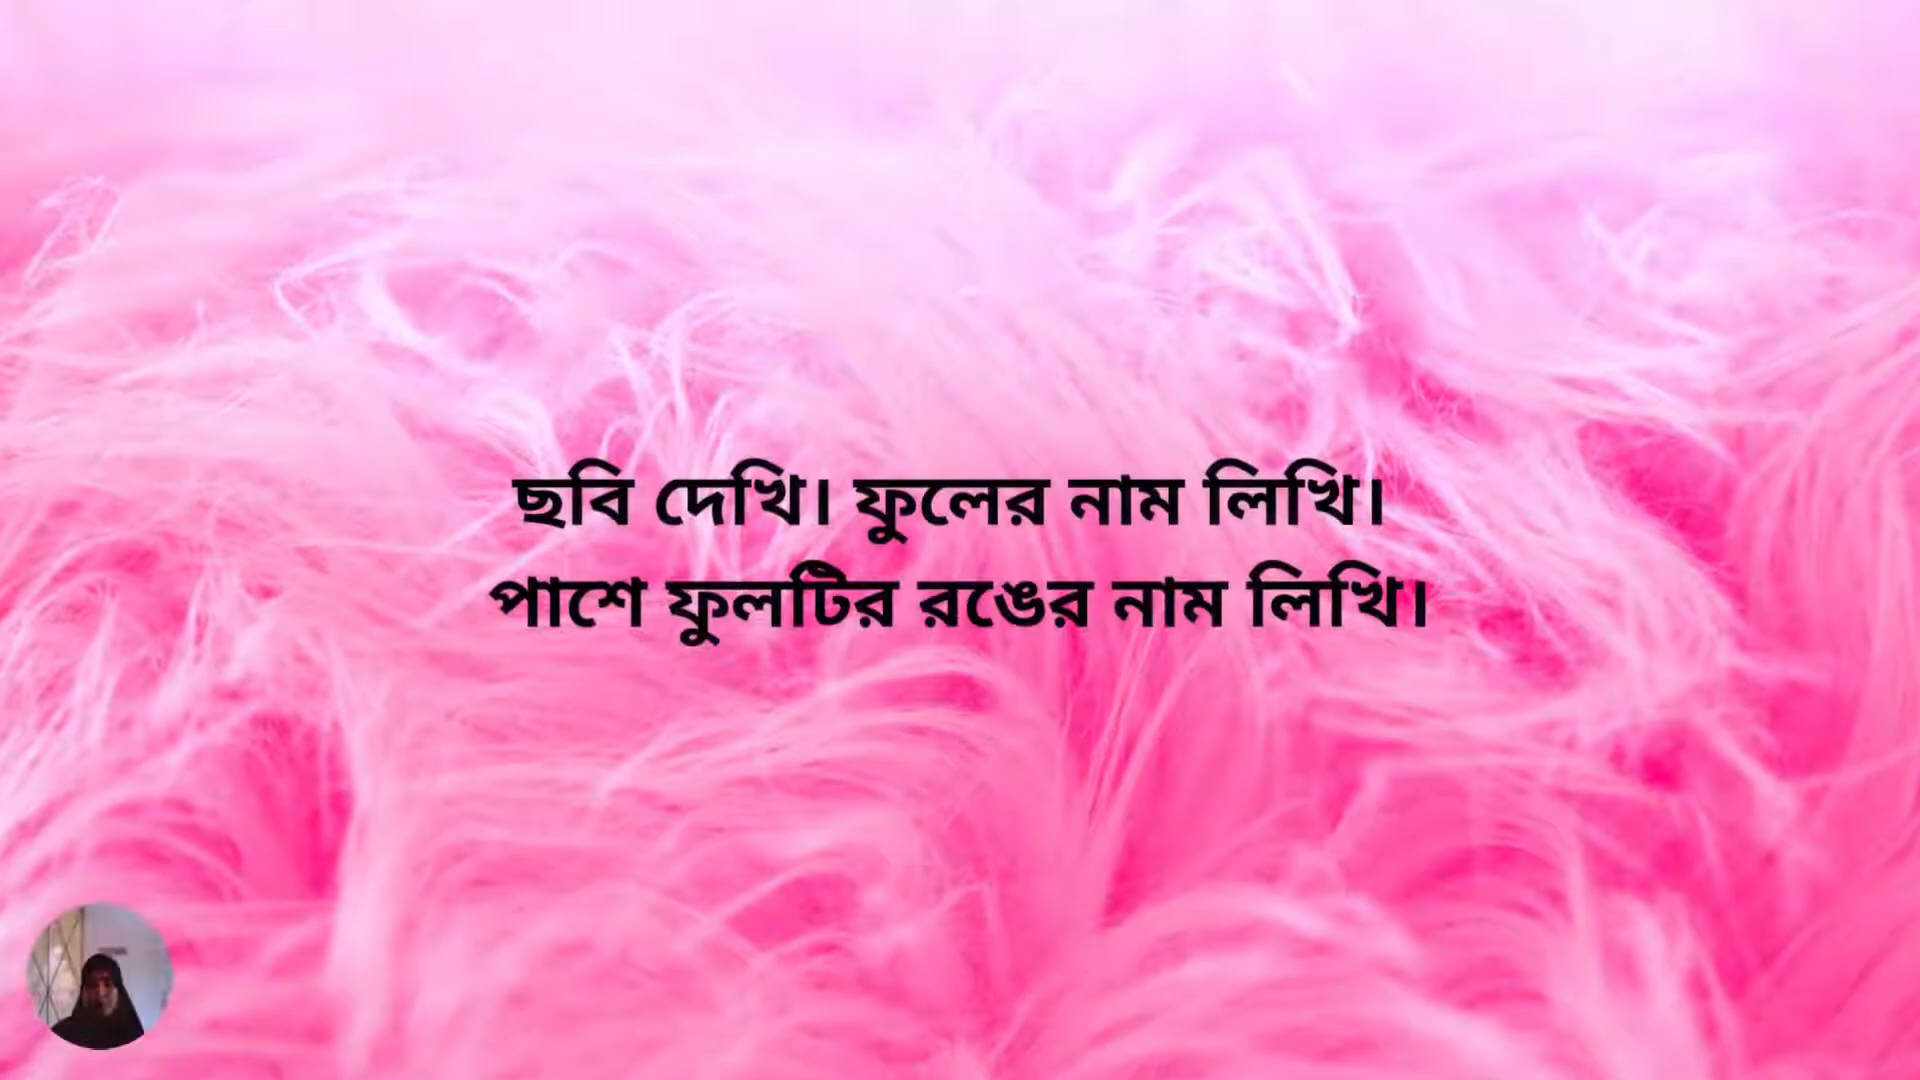 ছবি দেখি। ফুলের নাম লিখি।
পাশে ফুলটির রঙের নাম লিখি।